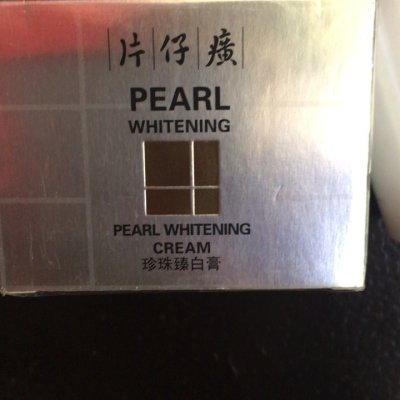 片仔癀
PEARL
WHITENING
PEARL WHITENING
CREAM
珍珠臻白膏